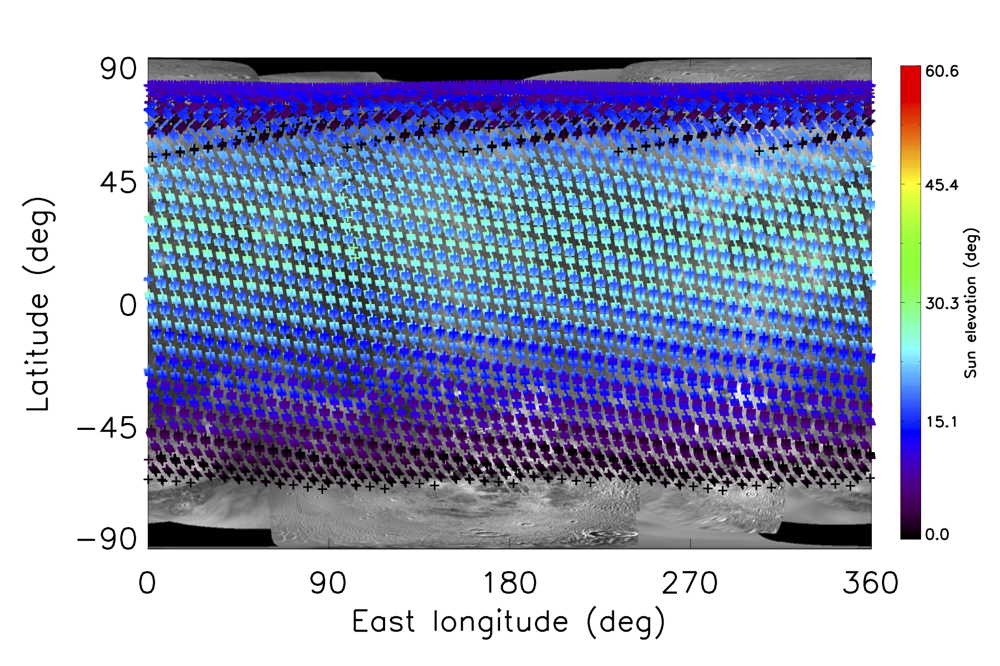 90
45
0
−45
−90
Latitude (deg)
0 90 180 270 360
East longitude (deg)
60.6
45.4
30.3
15.1
0.0
Sun elevation (deg)